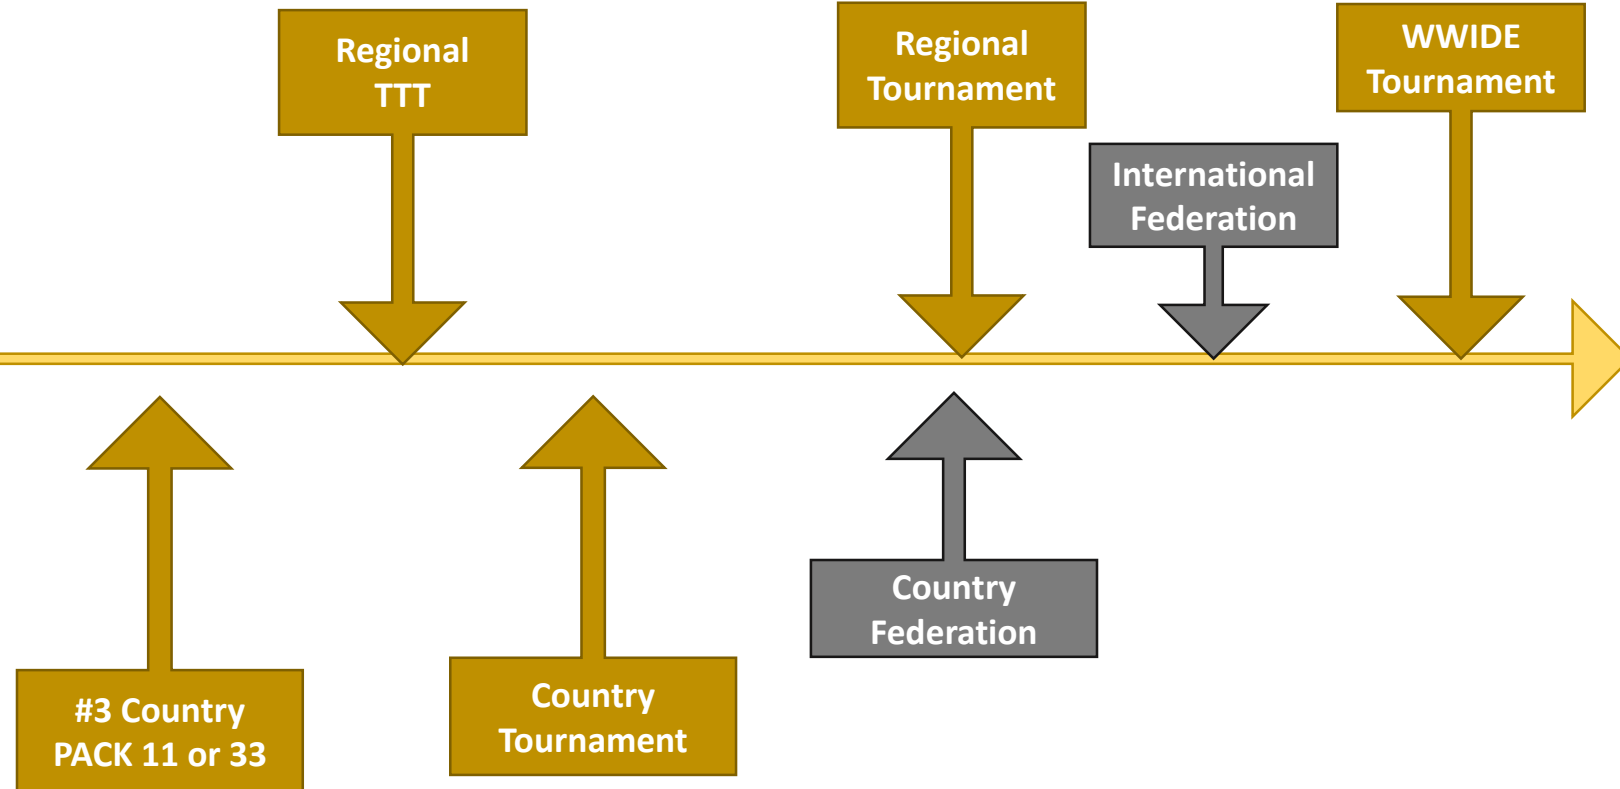 Regional
TTT
Regional
Tournament
WWIDE
Tournament
International
Federation
Country
Federation
#3 Country
PACK 11 or 33
Country
Tournament